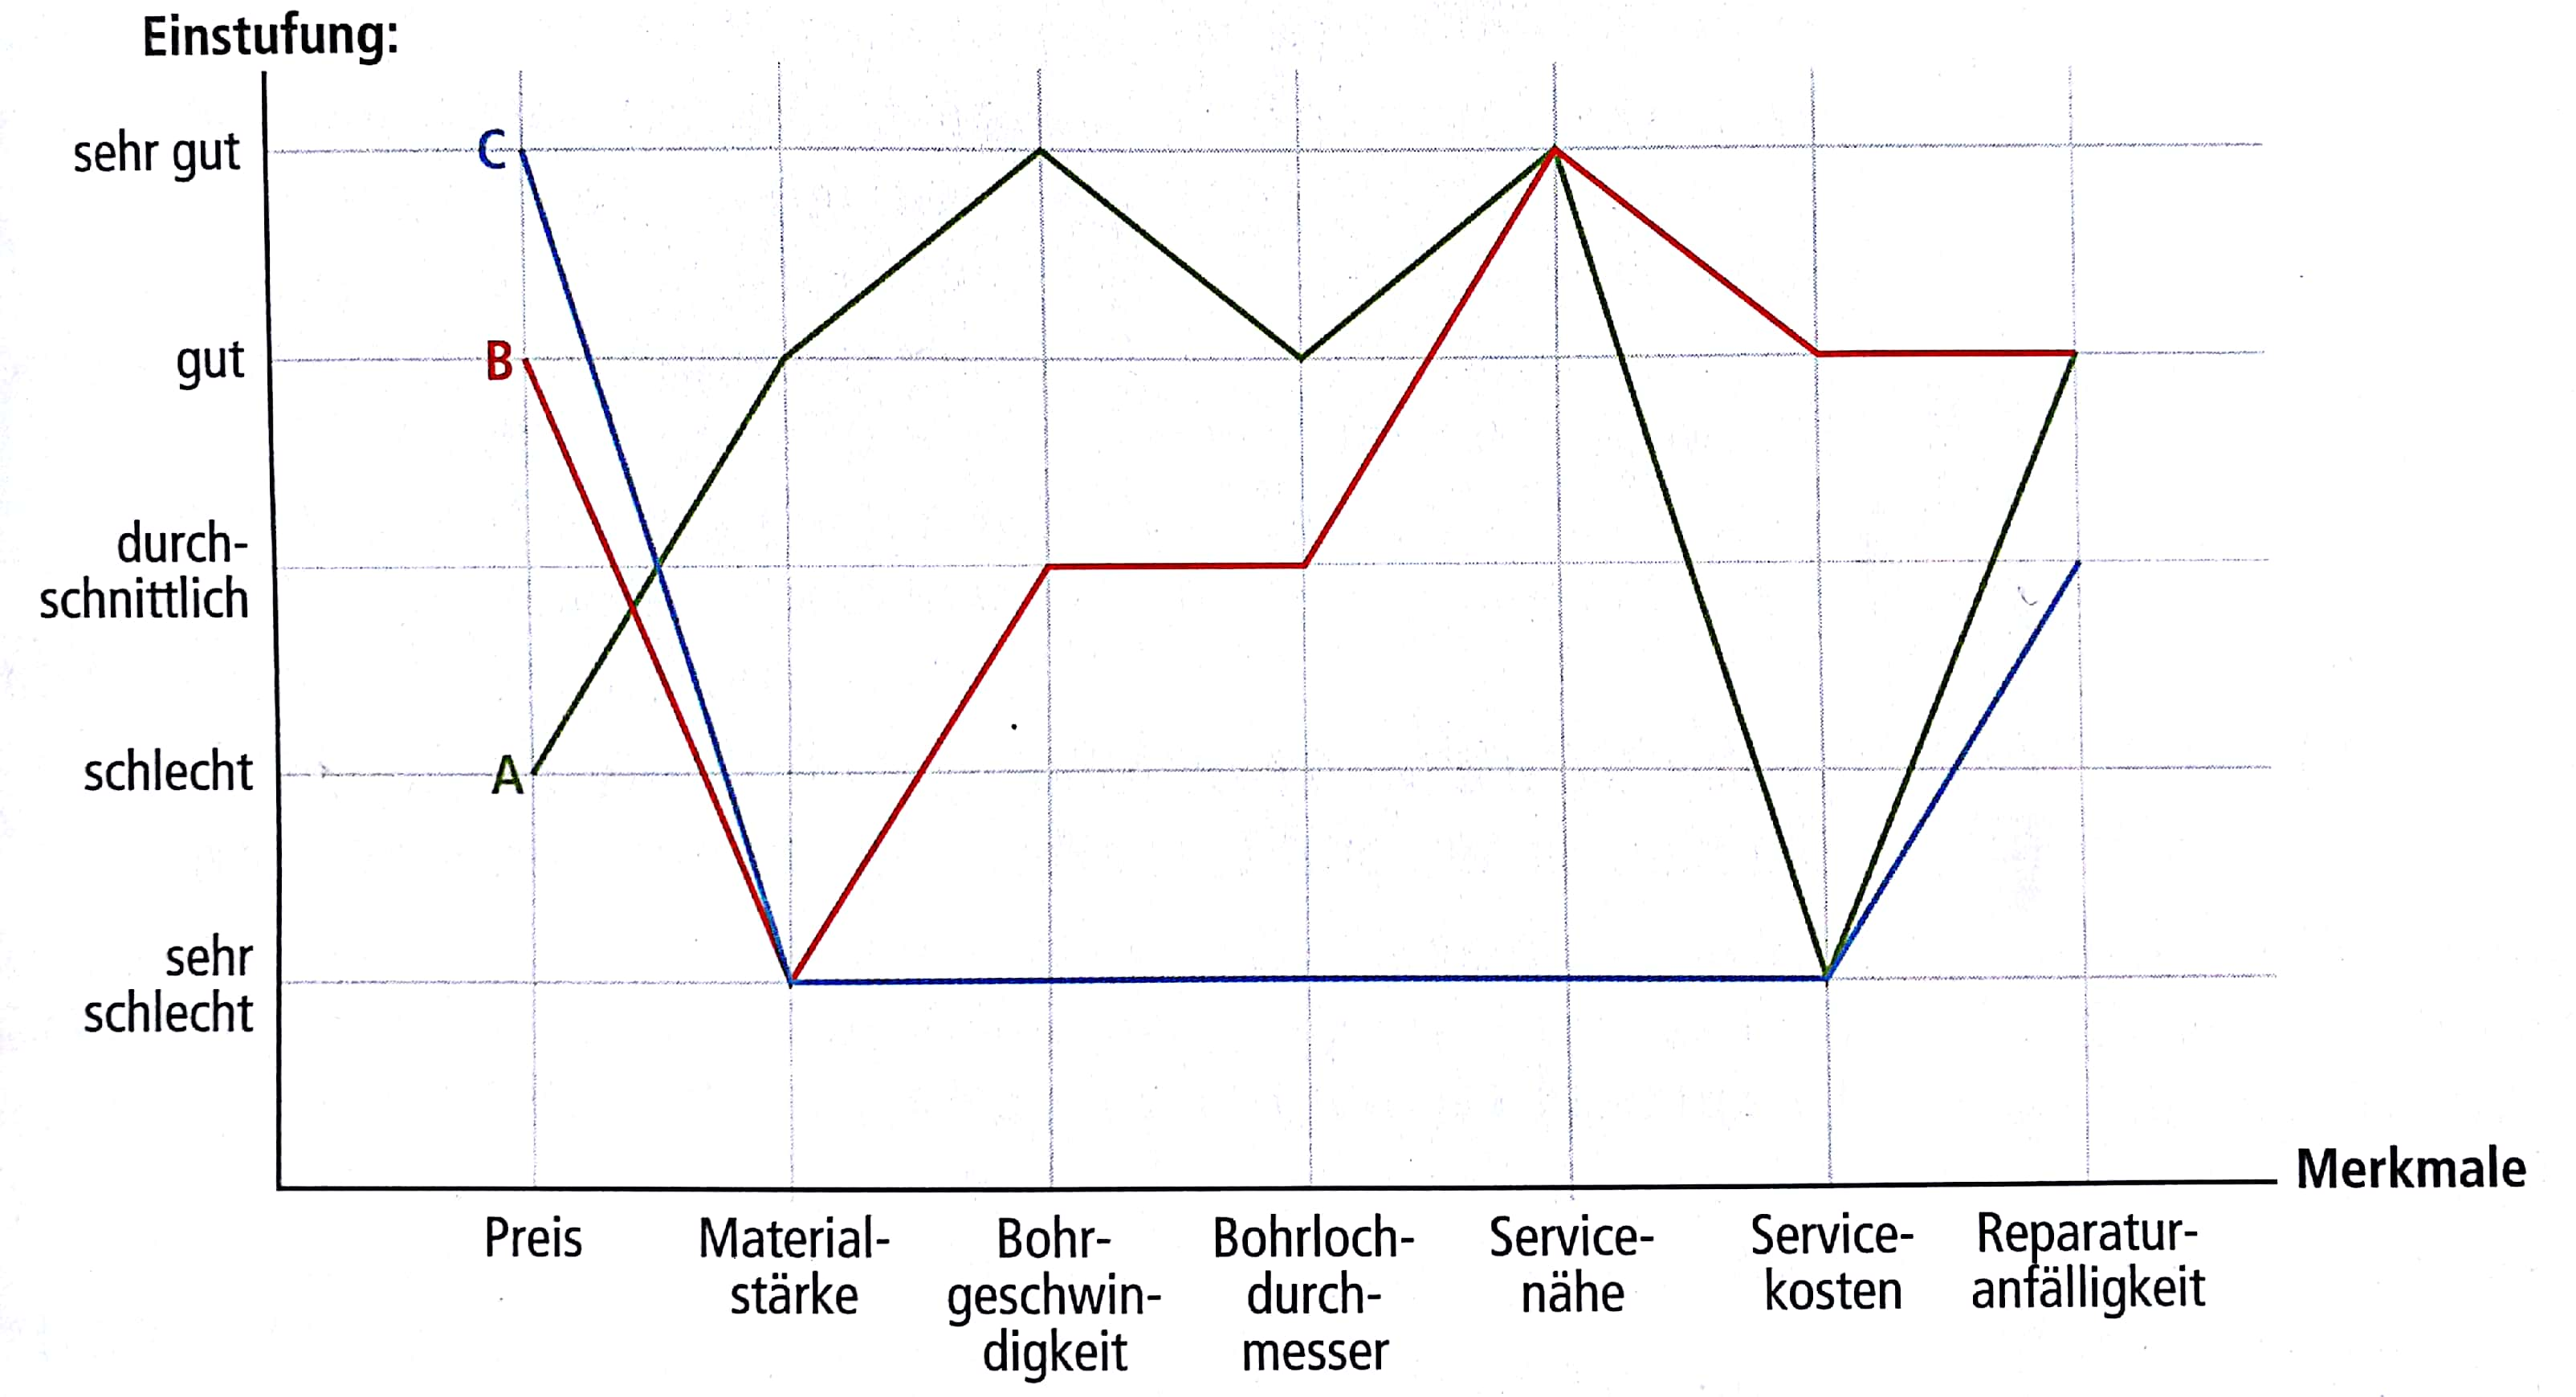 Einstufung:
sehr gut
C
gut
B
durch-
schnittlich
schlecht
A
sehr
schlecht
Merkmale
Preis
Material-
stärke
Bohr-
geschwin-
digkeit
Bohrloch-
durch-
messer
Service-
nähe
Service-
kosten
Reparatur-
anfälligkeit